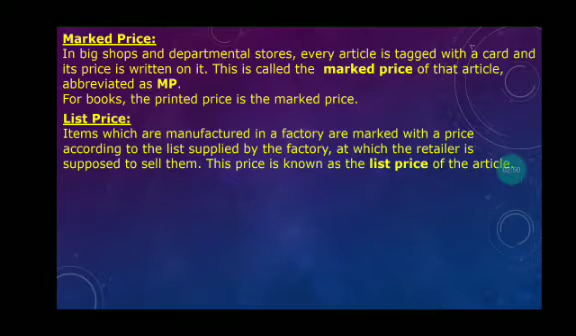 Marked Price:
In big shops and departmental stores, every article is tagged with a card and
its price is written on it. This is called the marked price of that article,
abbreviated as MP.
For books, the printed price is the marked price.
List Price:
Items which are manufactured in a factory are marked with a price
according to the list supplied by the factory, at which the retailer is
supposed to sell them. This price is known as the list price of the article.